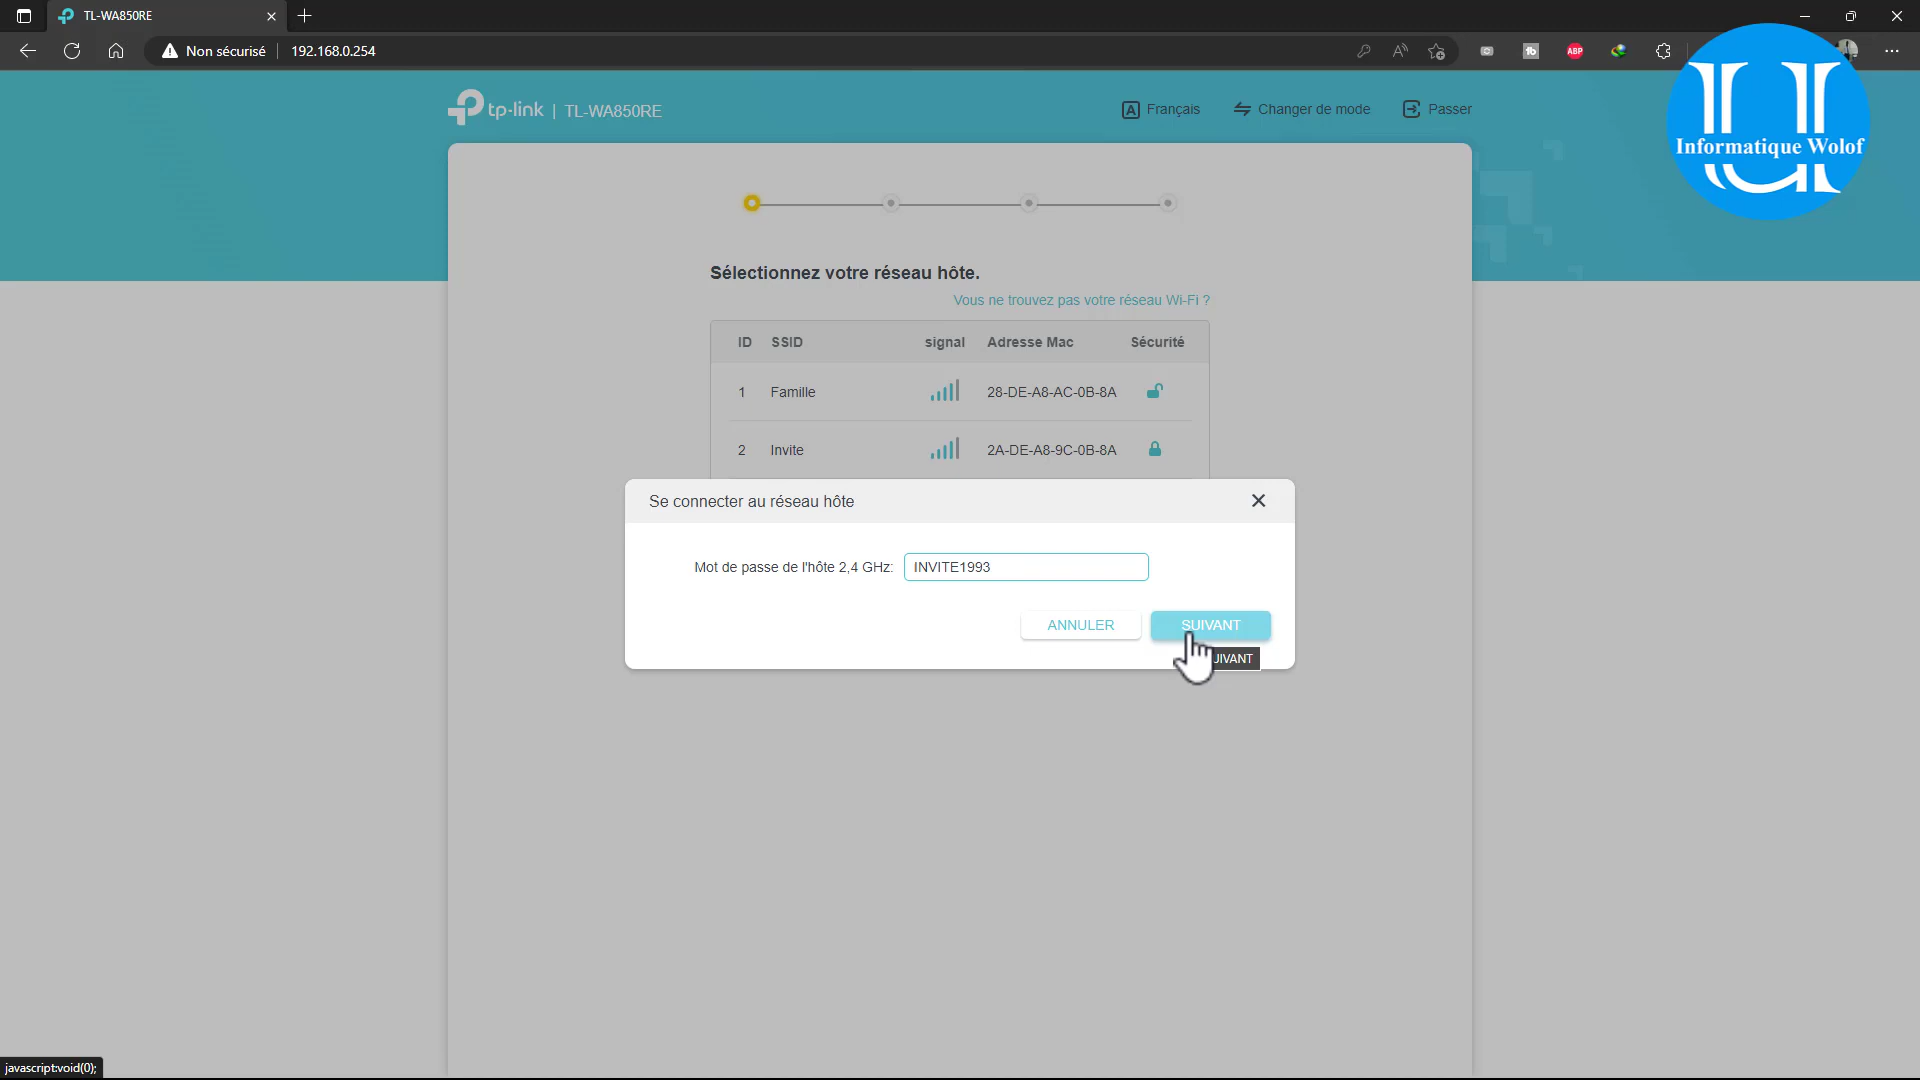 TL-WA850RE
Non sécurisé
192.168.0.254
ABP
Informatique Wolof
tp-link | TL-WA850RE
A Français
Changer de mode
Passer
Sélectionnez votre réseau hôte.
Vous ne trouvez pas votre réseau Wi-Fi ?
ID SSID signal Adresse Mac Sécurité
1 Famille 28-DE-A8-AC-0B-8A
2 Invite 2A-DE-A8-9C-0B-8A
Se connecter au réseau hôte
Mot de passe de l'hôte 2,4 GHz: INVITE1993
ANNULER
SUIVANT
UIVANT
javascript:void(0);